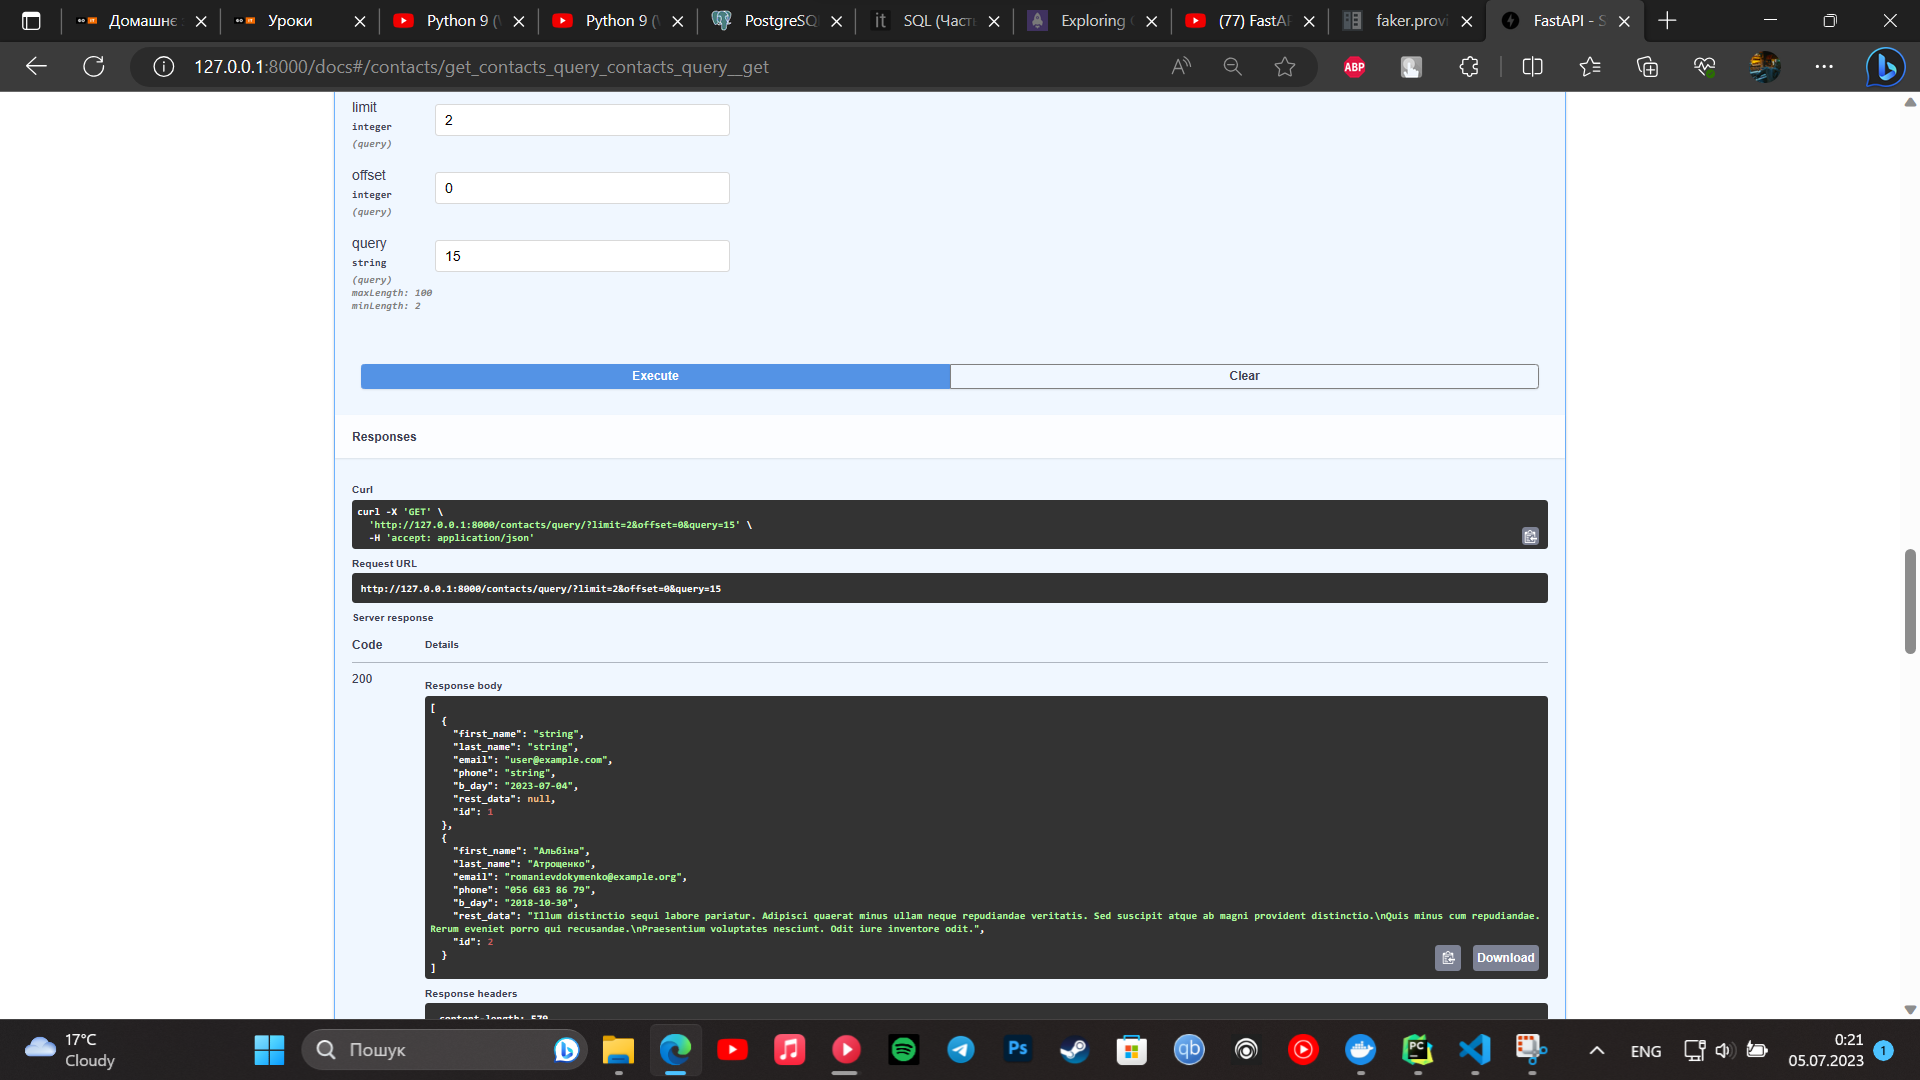 Домашнє
Уроки
Python 9 (
Python 9 (
PostgreSQ
SQL (Част
Exploring
(77) FastA
faker.provi
FastAPI - S
127.0.0.1:8000/docs#/contacts/get_contacts_query_contacts_query__get
ABP
limit
integer
(query)
2
offset
integer
(query)
0
query
string
(query)
maxLength: 100
minLength: 2
15
Execute
Clear
Responses
Curl
curl -X 'GET' \
'http://127.0.0.1:8000/contacts/query/?limit=2&offset=0&query=15' \
-H 'accept: application/json'
Request URL
http://127.0.0.1:8000/contacts/query/?limit=2&offset=0&query=15
Server response
Code
Details
200
Response body
[
{
"first_name": "string",
"last_name": "string",
"email": "user@example.com",
"phone": "string",
"b_day": "2023-07-04",
"rest_data": null,
"id": 1
},
{
"first_name": "Альбіна",
"last_name": "Атрощенко",
"email": "romanievdokymenko@example.org",
"phone": "056 683 86 79",
"b_day": "2018-10-30",
"rest_data": "Illum distinctio sequi labore pariatur. Adipisci quaerat minus ullam neque repudiandae veritatis. Sed suscipit atque ab magni provident distinctio.\nQuis minus cum repudiandae.
Rerum eveniet porro qui recusandae.\nPraesentium voluptates nesciunt. Odit iure inventore odit.",
"id": 2
}
]
Download
Response headers
content-length: 579
17°C
Cloudy
Пошук
Ps
qb
PC
ENG
0:21
05.07.2023
1